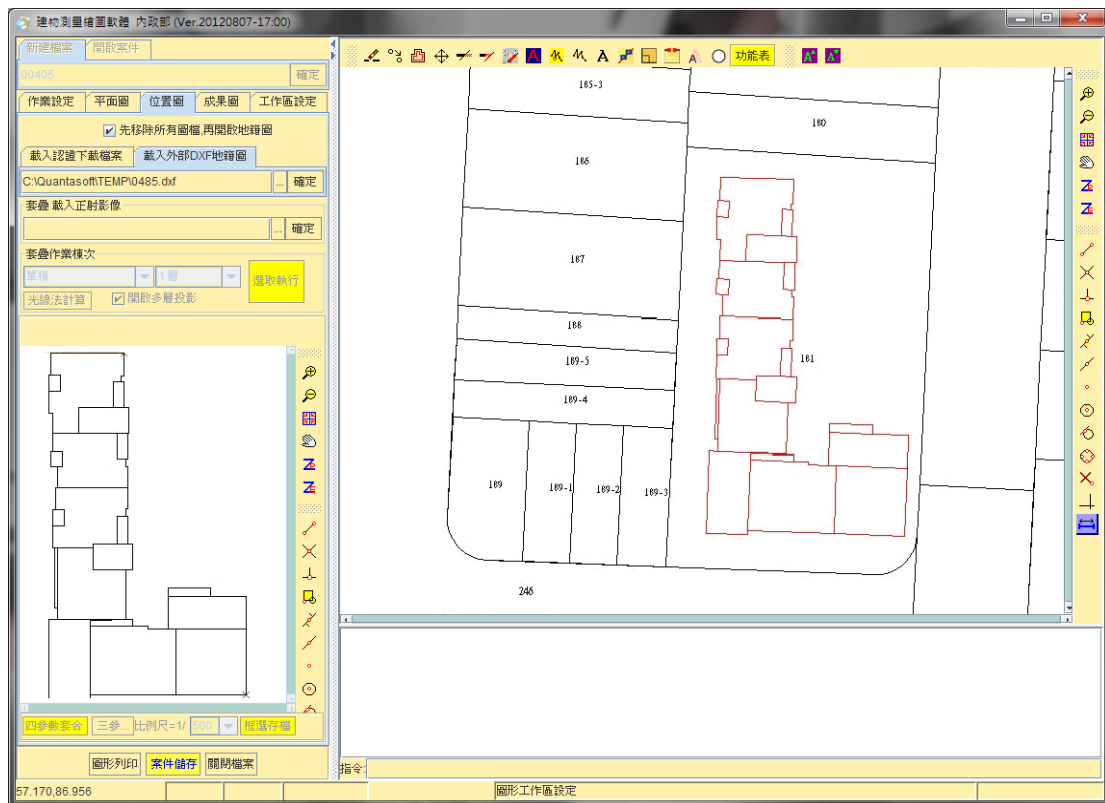 建物測量繪圖軟體 內政部 (Ver.20120807-17:00)
新建檔案 開啟案件
00405 確定
作業設定 平面圖 位置圖 成果圖 工作區設定
先移除所有圖檔,再開啟地籍圖
載入認證下載檔案 載入外部DXF地籍圖
C:\Quantasoft\TEMP\0485.dxf ... 確定
套疊 載入正射影像
... 確定
套疊作業棟次
單棟 1層 選取執行
光線法計算 開啟多層投影
四參數套合 三參... 比例尺=1/ 500 框選存檔
圖形列印 案件儲存 關閉檔案
57.170,86.956
功能表
185-3
180
186
187
188
189-5
181
189-4
189 189-1 189-2 189-3
246
指令:
圖形工作區設定